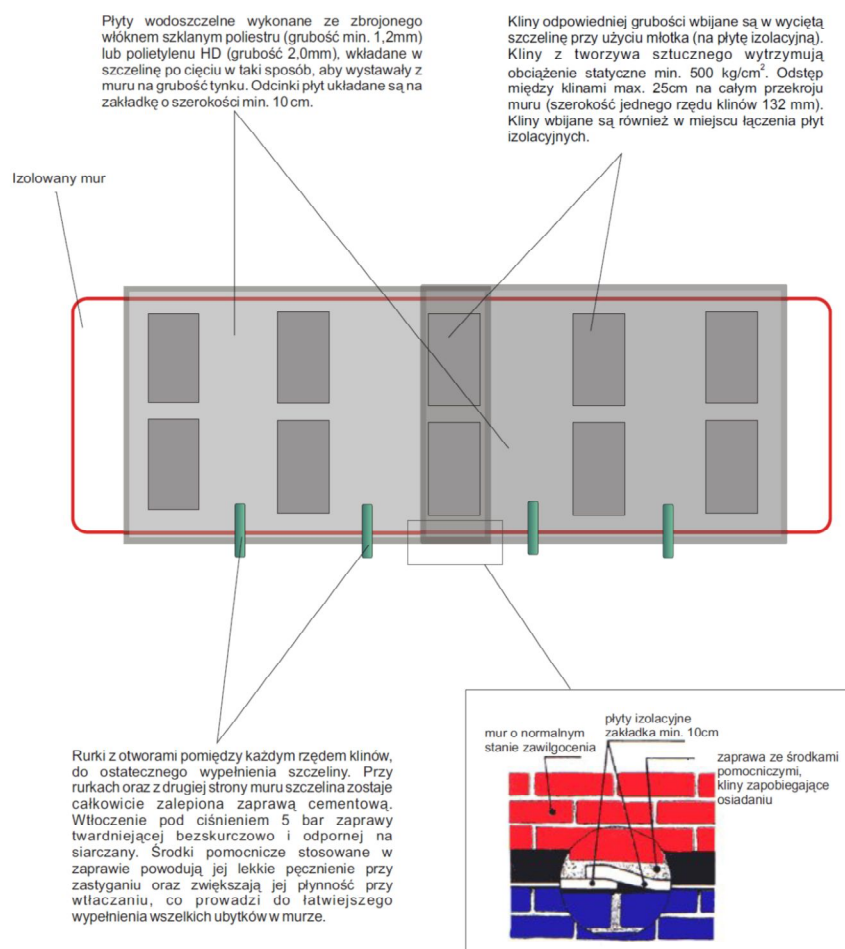 Płyty wodoszczelne wykonane ze zbrojonego
włóknem szklanym poliestru (grubość min. 1,2mm)
lub polietylenu HD (grubość 2,0mm), wkładane w
szczelinę po cięciu w taki sposób, aby wystawały z
muru na grubość tynku. Odcinki płyt układane są na
zakładkę o szerokości min. 10 cm.
Kliny odpowiedniej grubości wbijane są w wyciętą
szczelinę przy użyciu młotka (na płytę izolacyjną).
Kliny z tworzywa sztucznego wytrzymują
obciążenie statyczne min. 500 kg/cm². Odstęp
między klinami max. 25cm na całym przekroju
muru (szerokość jednego rzędu klinów 132 mm).
Kliny wbijane są również w miejscu łączenia płyt
izolacyjnych.
Izolowany mur
Rurki z otworami pomiędzy każdym rzędem klinów,
do ostatecznego wypełnienia szczeliny. Przy
rurkach oraz z drugiej strony muru szczelina zostaje
całkowicie zalepiona zaprawą cementową.
Wtłoczenie pod ciśnieniem 5 bar zaprawy
twardniejącej bezskurczowo i odpornej na
siarczany. Środki pomocnicze stosowane w
zaprawie powodują jej lekkie pęcznienie przy
zastyganiu oraz zwiększają jej płynność przy
wtłaczaniu, co prowadzi do łatwiejszego
wypełnienia wszelkich ubytków w murze.
mur o normalnym
stanie zawilgocenia
płyty izolacyjne
zakładka min. 10cm
zaprawa ze środkami
pomocniczymi,
kliny zapobiegające
osiadaniu